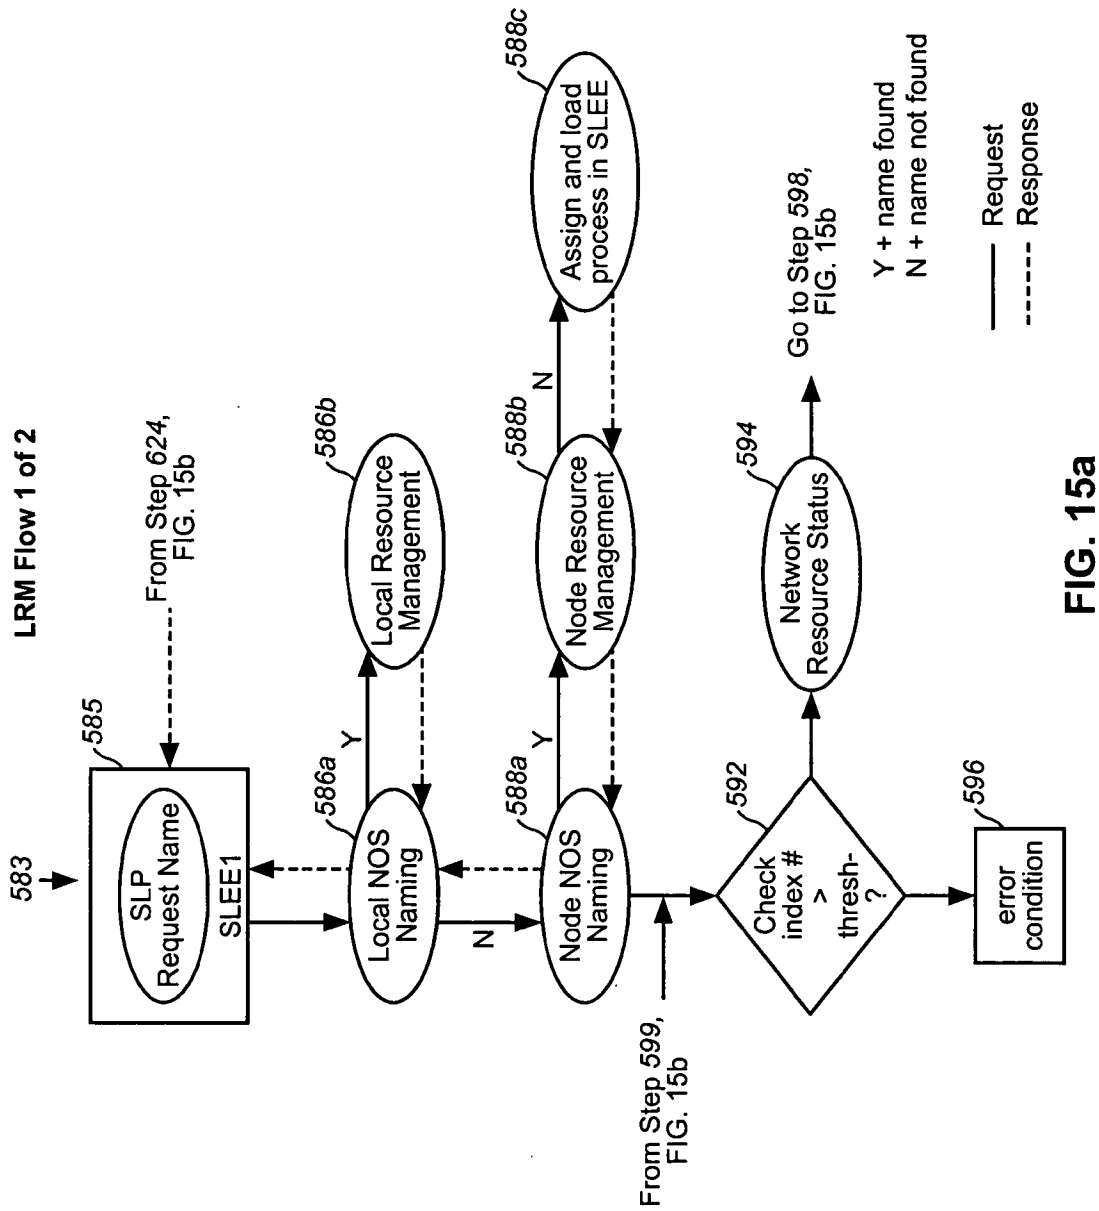 LRM Flow 1 of 2
583
585
SLP
Request Name
SLEE1
From Step 624,
FIG. 15b
586a
Local NOS
Naming
Y
586b
Local Resource
Management
N
588a
Node NOS
Naming
Y
588b
Node Resource
Management
N
588c
Assign and load
process in SLEE
From Step 599,
FIG. 15b
592
Check
index #
>
thresh-
?
594
Network
Resource Status
Go to Step 598,
FIG. 15b
596
error
condition
Y + name found
N + name not found
Request
Response
FIG. 15a